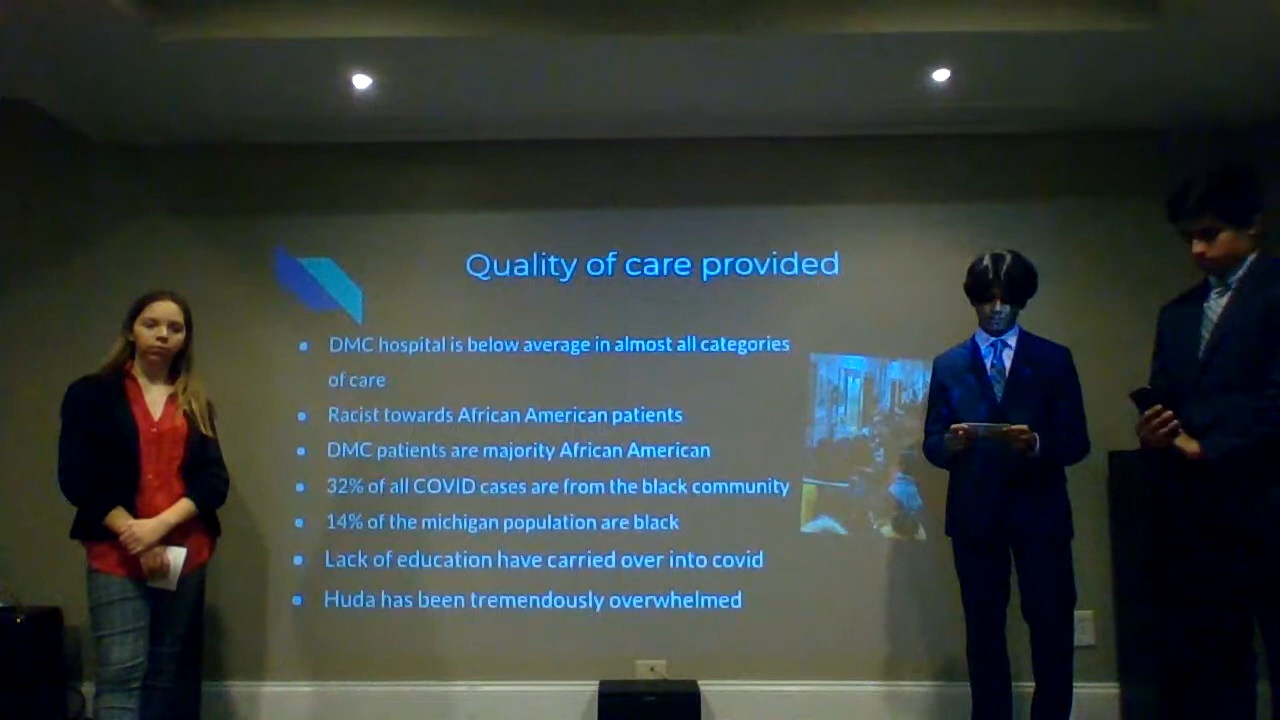 Quality of care provided
DMC hospital is below average in almost all categories
of care
Racist towards African American patients
DMC patients are majority African American
32% of all COVID cases are from the black community
14% of the michigan population are black
Lack of education have carried over into covid
Huda has been tremendously overwhelmed